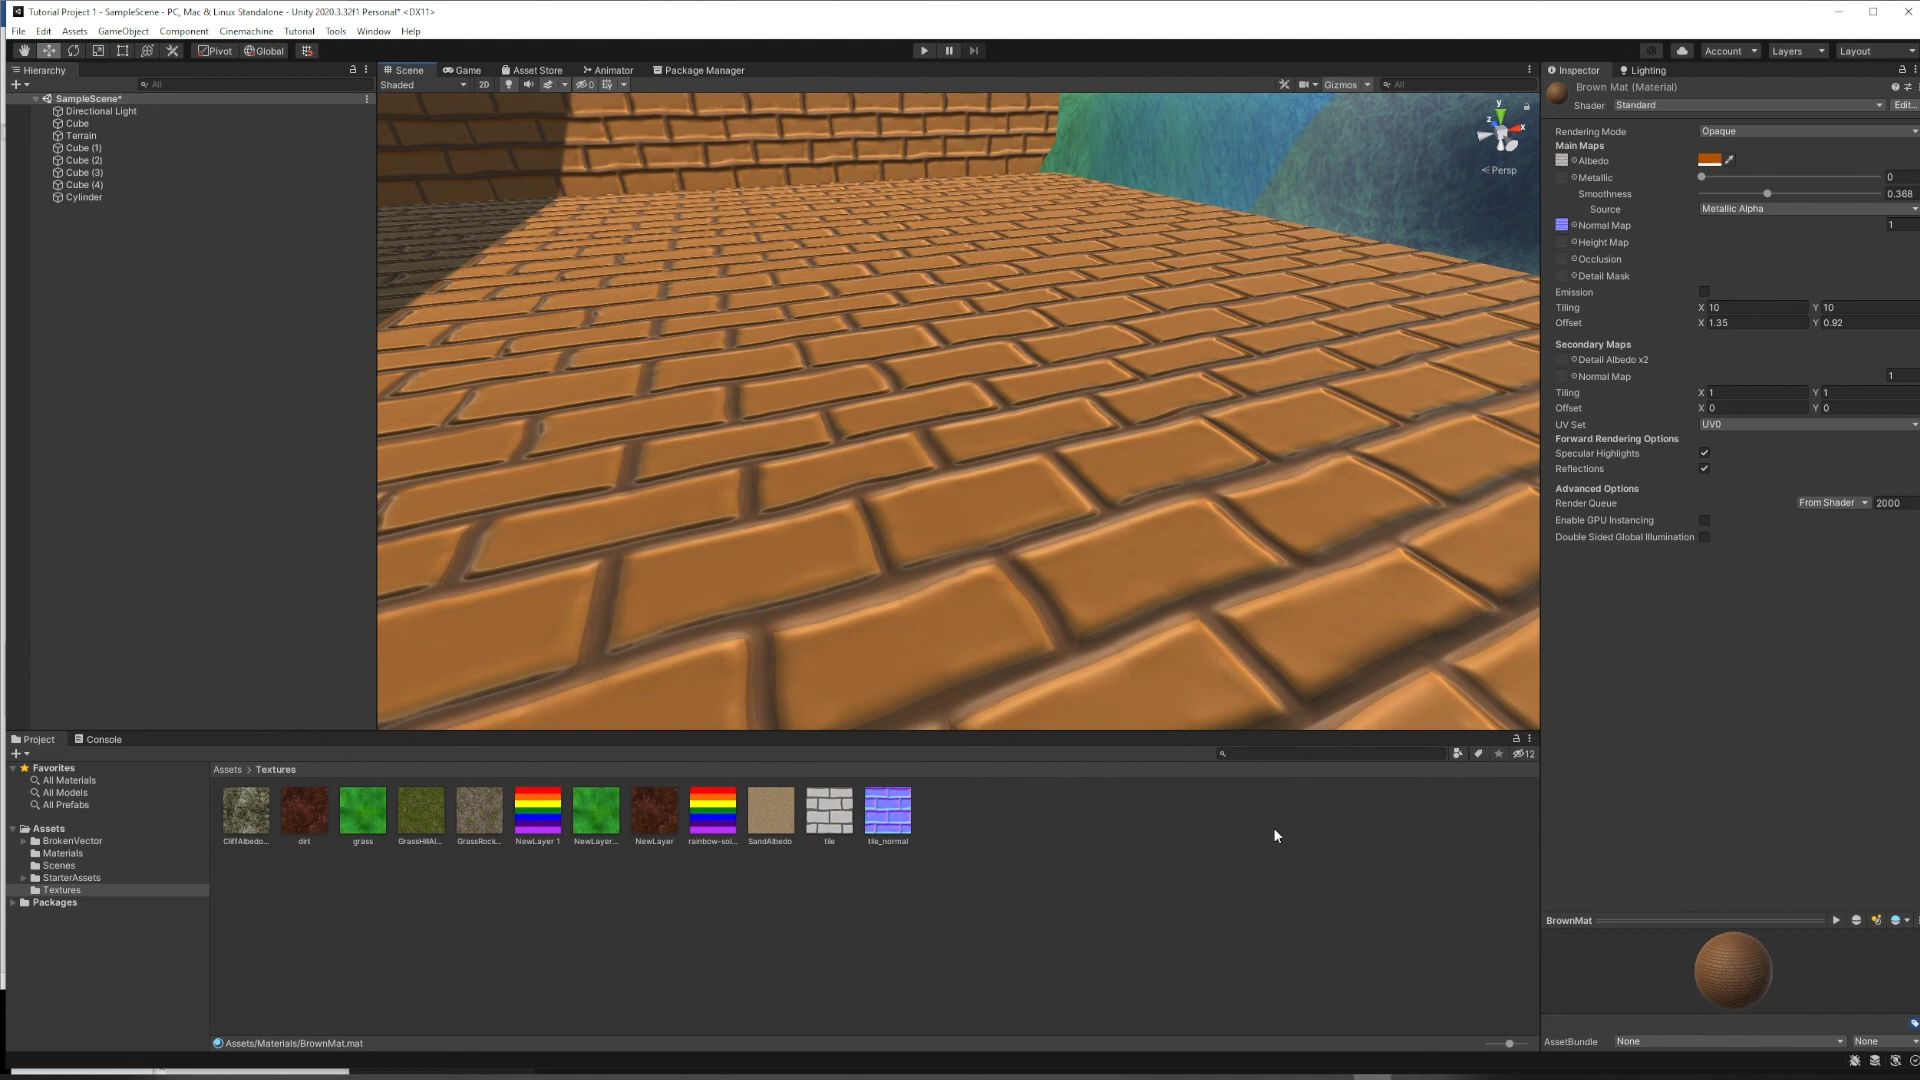 Tutorial Project 1 - SampleScene - PC, Mac & Linux Standalone - Unity 2020.3.32f1 Personal* <DX11>
File Edit Assets GameObject Component Cinemachine Tutorial Tools Window Help
Pivot Global Account Layers Layout
Hierarchy
All
SampleScene*
Directional Light
Cube
Terrain
Cube (1)
Cube (2)
Cube (3)
Cube (4)
Cylinder
Scene Game Asset Store Animator Package Manager
Shaded 2D 0 Gizmos All
y
z x
Persp
Inspector Lighting
Brown Mat (Material)
Shader Standard Edit...
Rendering Mode Opaque
Main Maps
Albedo
Metallic 0
Smoothness 0.368
Source Metallic Alpha
Normal Map 1
Height Map
Occlusion
Detail Mask
Emission
Tiling X 10 Y 10
Offset X 1.35 Y 0.92
Secondary Maps
Detail Albedo x2
Normal Map 1
Tiling X 1 Y 1
Offset X 0 Y 0
UV Set UV0
Forward Rendering Options
Specular Highlights
Reflections
Advanced Options
Render Queue From Shader 2000
Enable GPU Instancing
Double Sided Global Illumination
Project Console
12
Favorites
All Materials
All Models
All Prefabs
Assets
BrokenVector
Materials
Scenes
StarterAssets
Textures
Packages
Assets > Textures
CliffAlbedo... dirt grass GrassHillAl... GrassRock... NewLayer 1 NewLayer... NewLayer rainbow-sol... SandAlbedo tile tile_normal
Assets/Materials/BrownMat.mat
BrownMat
AssetBundle None None